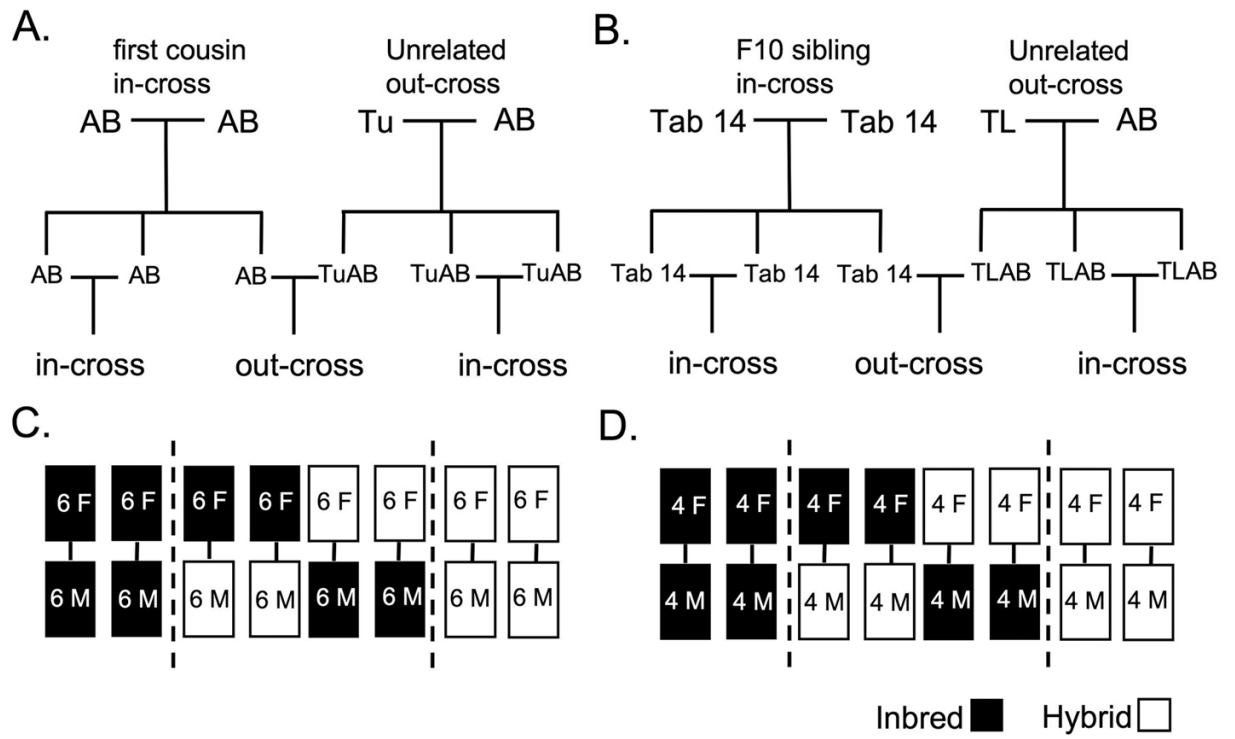 A.
first cousin
in-cross
Unrelated
out-cross
AB AB
Tu AB
AB AB AB TuAB TuAB TuAB
in-cross out-cross in-cross
B.
F10 sibling
in-cross
Unrelated
out-cross
Tab 14 Tab 14
TL AB
Tab 14 Tab 14 Tab 14 TLAB TLAB TLAB
in-cross out-cross in-cross
C.
6 F 6 F 6 F 6 F 6 F 6 F 6 F 6 F
6 M 6 M 6 M 6 M 6 M 6 M 6 M 6 M
D.
4 F 4 F 4 F 4 F 4 F 4 F 4 F 4 F
4 M 4 M 4 M 4 M 4 M 4 M 4 M 4 M
Inbred Hybrid